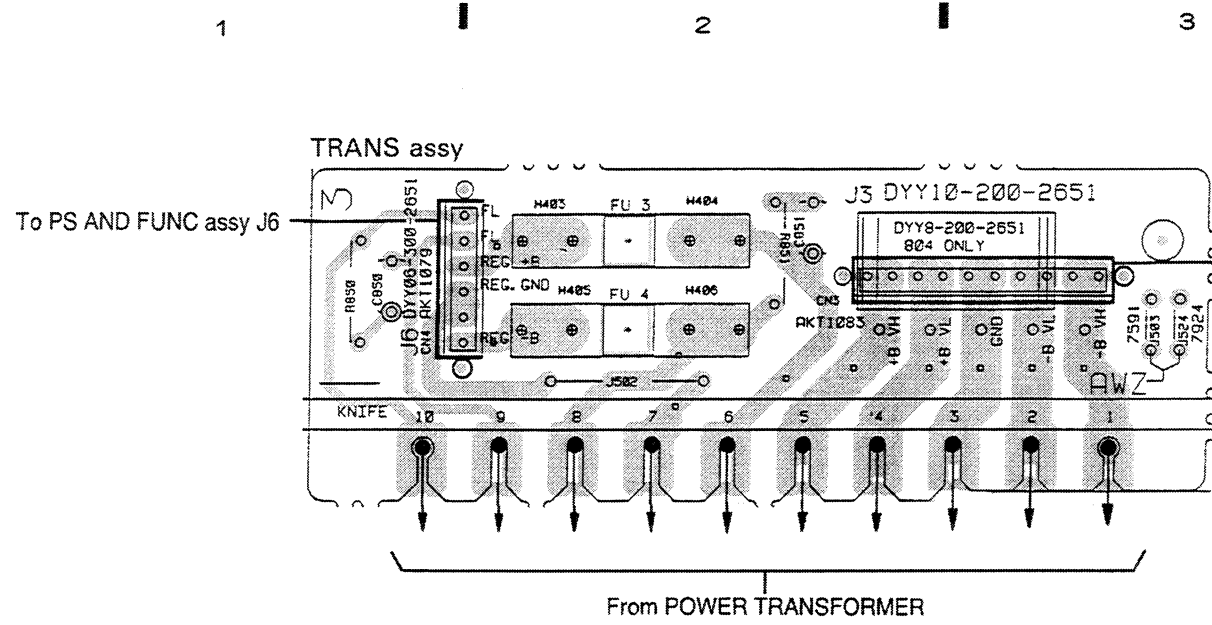 1 2 3
TRANS assy
To PS AND FUNC assy J6
J6 DYY06-300-2651
CN4 AKT1079
FL
FL
REG. +B
REG. GND
REG. -B
R850
C850
H403 FU 3 H404
H405 FU 4 H406
R851
C851
J3 DYY10-200-2651
DYY8-200-2651
804 ONLY
CN3
AKT1083
+B VH
+B VL
GND
-B VL
-B VH
7591
J503
J524
7924
AWZ
J502
KNIFE 10 9 8 7 6 5 4 3 2 1
From POWER TRANSFORMER